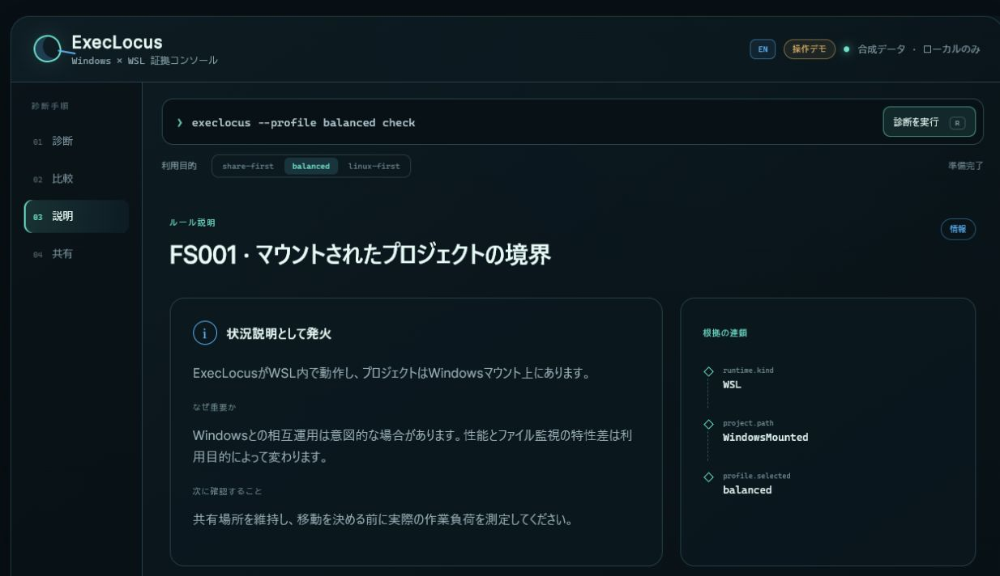 ExecLocus
Windows × WSL 証拠コンソール
EN
操作デモ
合成データ · ローカルのみ
診断手順
01 診断
02 比較
03 説明
04 共有
❯ execlocus --profile balanced check
診断を実行 R
利用目的
share-first
balanced
linux-first
準備完了
ルール説明
FS001 · マウントされたプロジェクトの境界
情報
i 状況説明として発火
ExecLocusがWSL内で動作し、プロジェクトはWindowsマウント上にあります。
なぜ重要か
Windowsとの相互運用は意図的な場合があります。性能とファイル監視の特性差は利
用目的によって変わります。
次に確認すること
共有場所を維持し、移動を決める前に実際の作業負荷を測定してください。
根拠の連鎖
runtime.kind
WSL
project.path
WindowsMounted
profile.selected
balanced